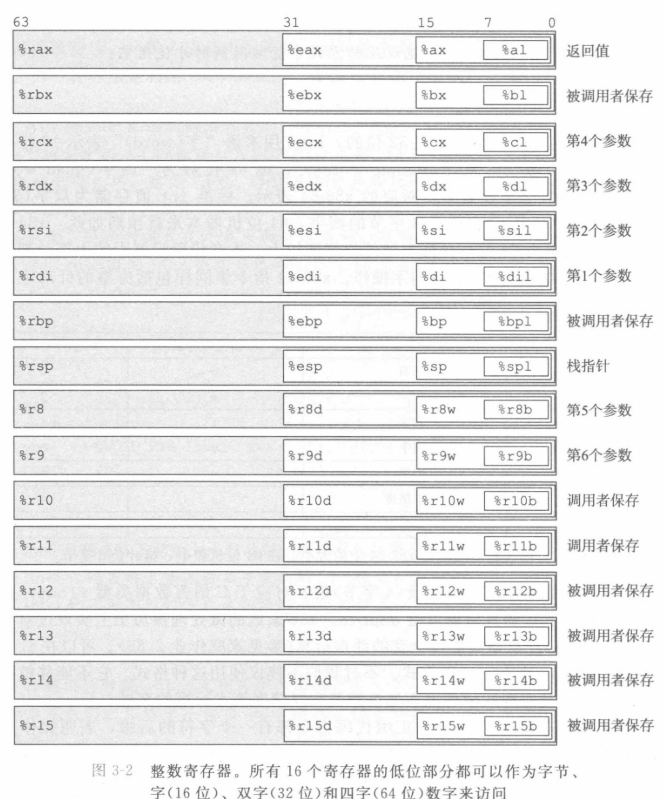 63 31 15 7 0
%rax %eax %ax %al 返回值
%rbx %ebx %bx %bl 被调用者保存
%rcx %ecx %cx %cl 第4个参数
%rdx %edx %dx %dl 第3个参数
%rsi %esi %si %sil 第2个参数
%rdi %edi %di %dil 第1个参数
%rbp %ebp %bp %bpl 被调用者保存
%rsp %esp %sp %spl 栈指针
%r8 %r8d %r8w %r8b 第5个参数
%r9 %r9d %r9w %r9b 第6个参数
%r10 %r10d %r10w %r10b 调用者保存
%r11 %r11d %r11w %r11b 调用者保存
%r12 %r12d %r12w %r12b 被调用者保存
%r13 %r13d %r13w %r13b 被调用者保存
%r14 %r14d %r14w %r14b 被调用者保存
%r15 %r15d %r15w %r15b 被调用者保存
图 3-2 整数寄存器。所有 16 个寄存器的低位部分都可以作为字节、
字(16 位)、双字(32 位)和四字(64 位)数字来访问